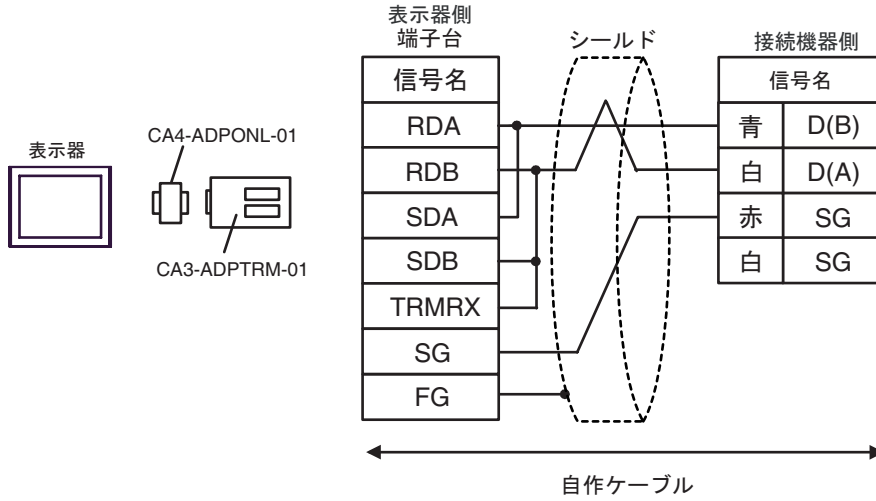 表示器
CA4-ADPONL-01
CA3-ADPTRM-01
表示器側
端子台
信号名
RDA
RDB
SDA
SDB
TRMRX
SG
FG
シールド
接続機器側
信号名
青 D(B)
白 D(A)
赤 SG
白 SG
自作ケーブル